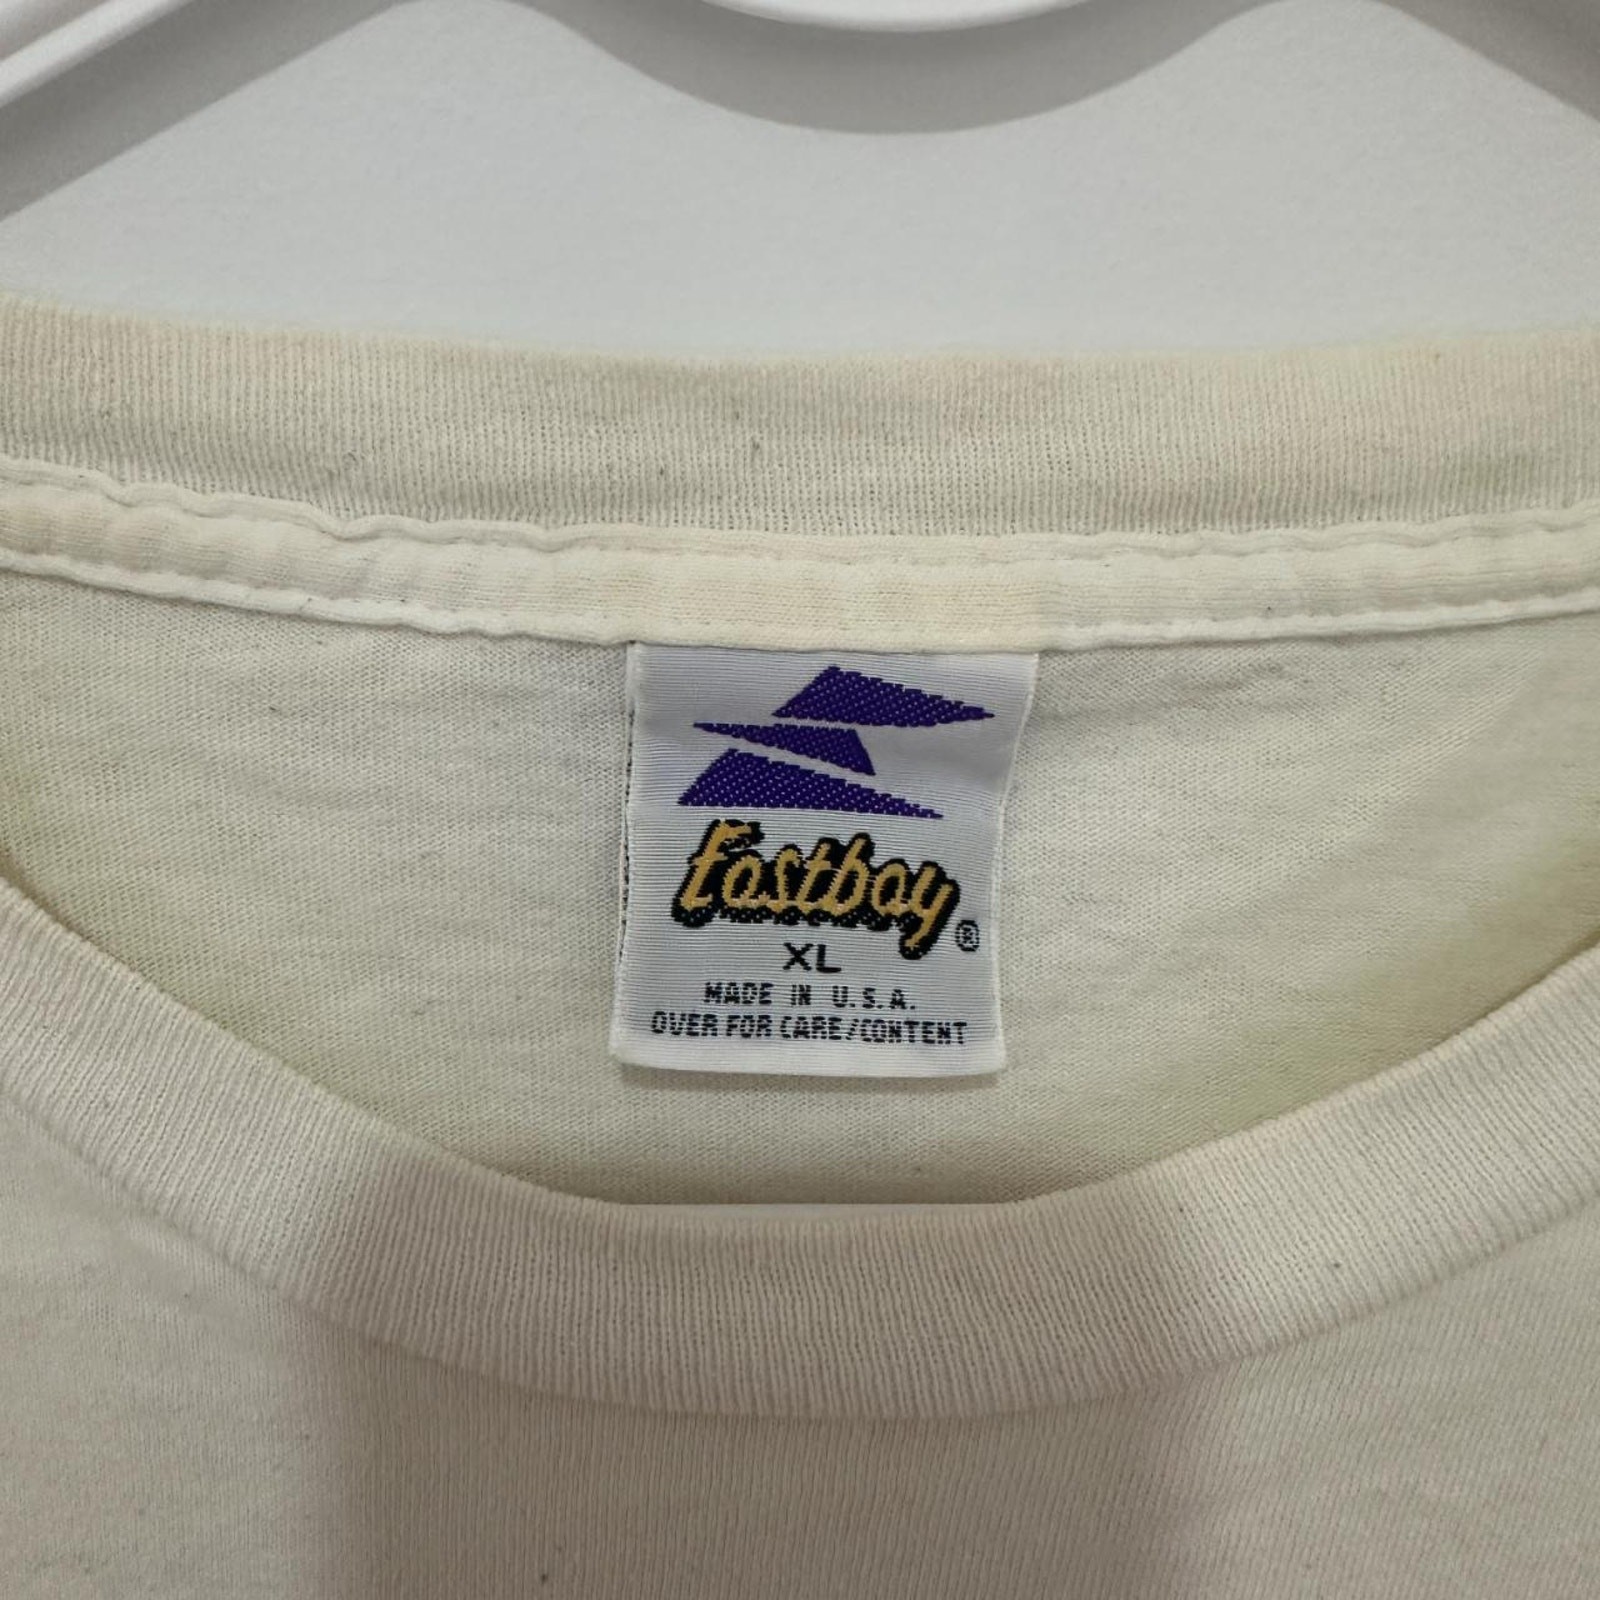 Eastbay ®
XL
MADE IN U.S.A.
OVER FOR CARE/CONTENT